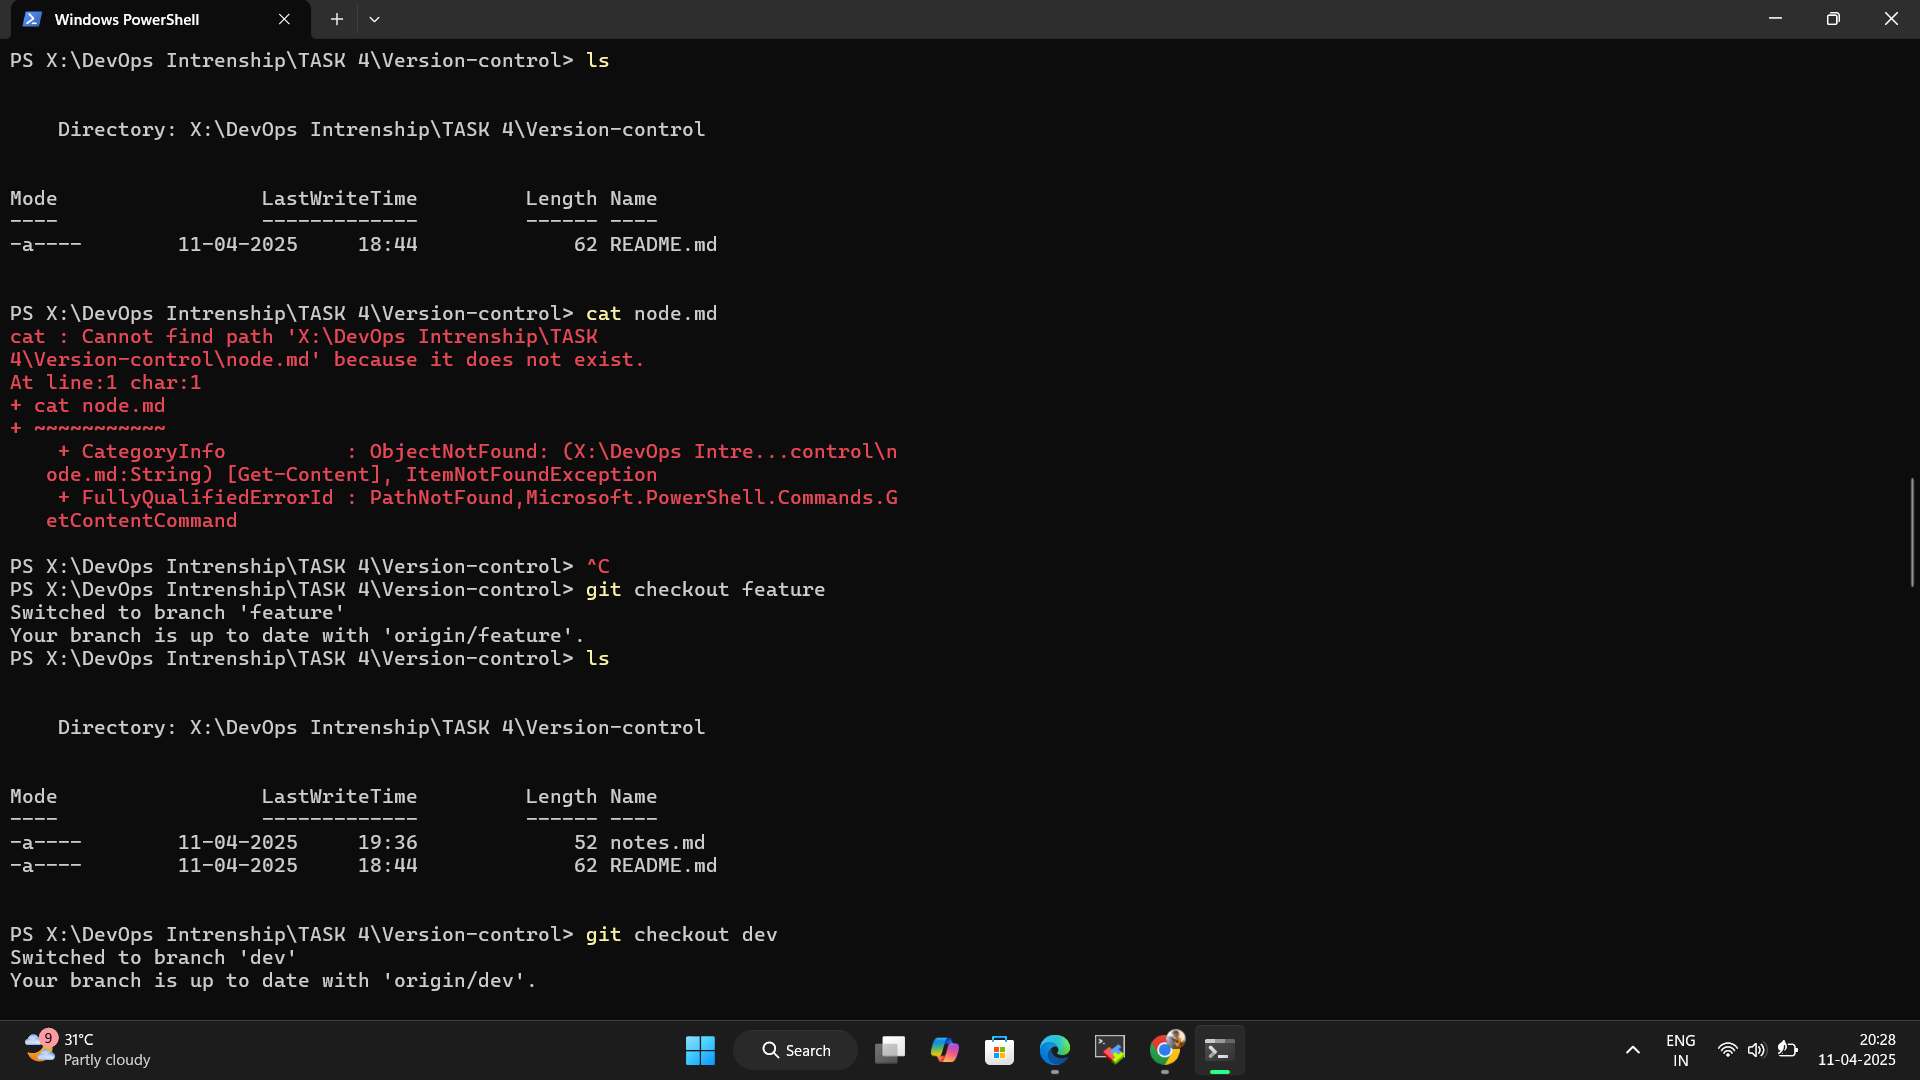 Windows PowerShell
PS X:\DevOps Intrenship\TASK 4\Version-control> ls
Directory: X:\DevOps Intrenship\TASK 4\Version-control
Mode                 LastWriteTime         Length Name
----                 -------------         ------ ----
-a----        11-04-2025     18:44             62 README.md
PS X:\DevOps Intrenship\TASK 4\Version-control> cat node.md
cat : Cannot find path 'X:\DevOps Intrenship\TASK
4\Version-control\node.md' because it does not exist.
At line:1 char:1
+ cat node.md
+ ~~~~~~~~~~~
    + CategoryInfo          : ObjectNotFound: (X:\DevOps Intre...control\n
   ode.md:String) [Get-Content], ItemNotFoundException
    + FullyQualifiedErrorId : PathNotFound,Microsoft.PowerShell.Commands.G
   etContentCommand
PS X:\DevOps Intrenship\TASK 4\Version-control> ^C
PS X:\DevOps Intrenship\TASK 4\Version-control> git checkout feature
Switched to branch 'feature'
Your branch is up to date with 'origin/feature'.
PS X:\DevOps Intrenship\TASK 4\Version-control> ls
Directory: X:\DevOps Intrenship\TASK 4\Version-control
Mode                 LastWriteTime         Length Name
----                 -------------         ------ ----
-a----        11-04-2025     19:36             52 notes.md
-a----        11-04-2025     18:44             62 README.md
PS X:\DevOps Intrenship\TASK 4\Version-control> git checkout dev
Switched to branch 'dev'
Your branch is up to date with 'origin/dev'.
9
31°C
Partly cloudy
Search
ENG
IN
20:28
11-04-2025